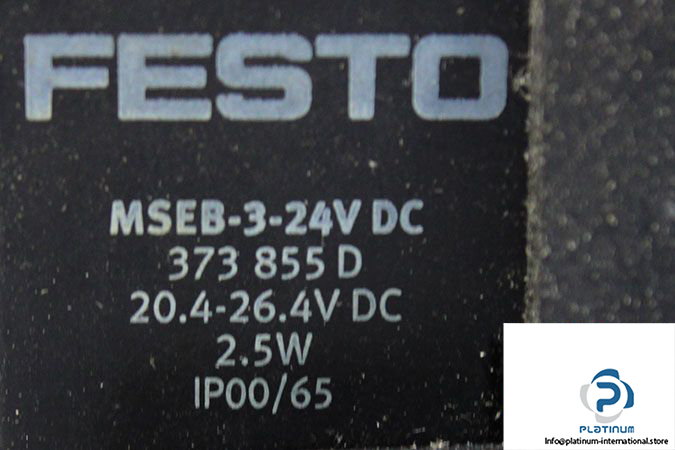 FESTO
MSEB-3-24V DC
373 855 D
20.4-26.4V DC
2.5W
IP00/65
PLATINUM
Info@platinum-international.store